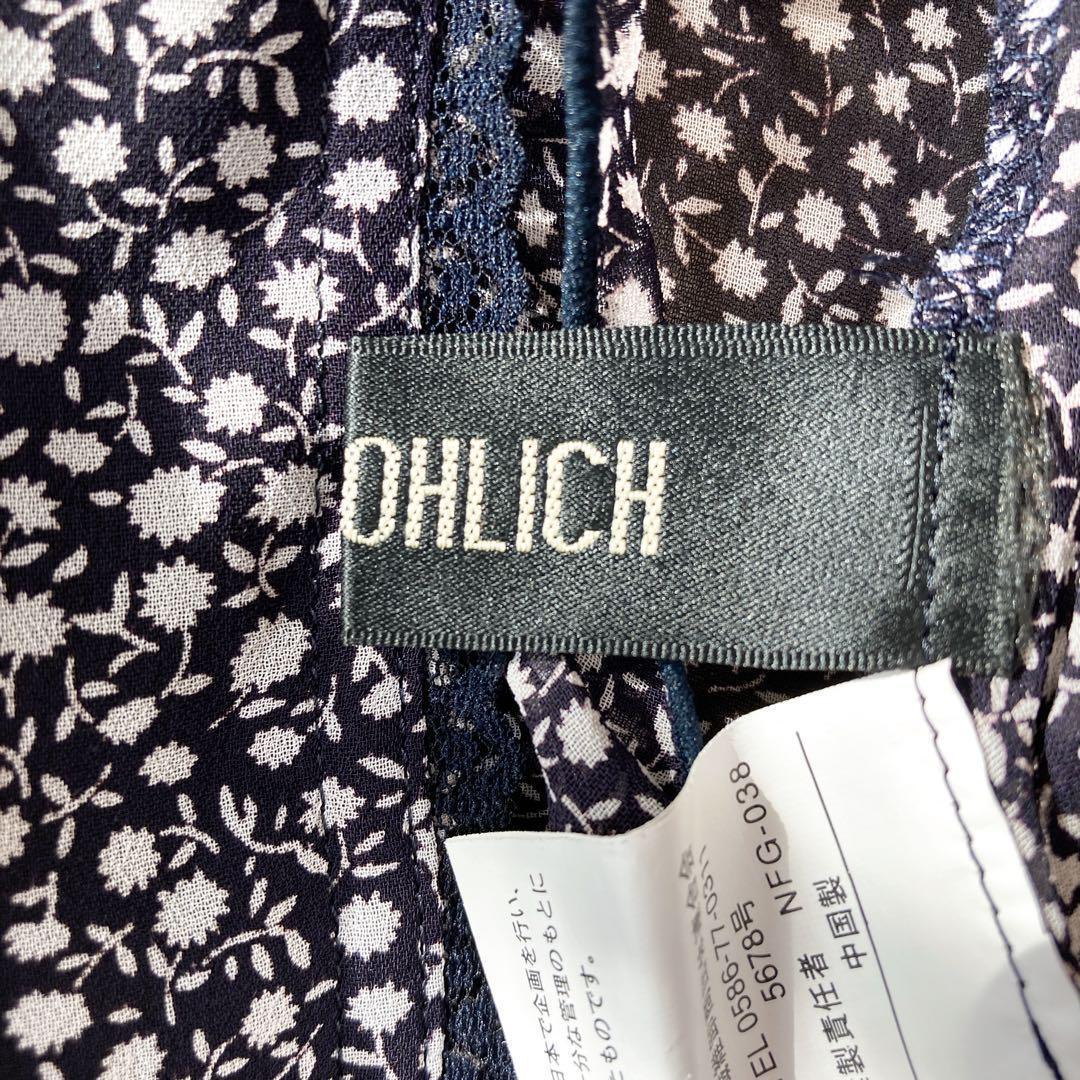 OHLICH
日本で企画を行い、
十分な管理のもとに
たものです。
EL 0586-77-0311
5678号
NFG-038
製責任者
中国製